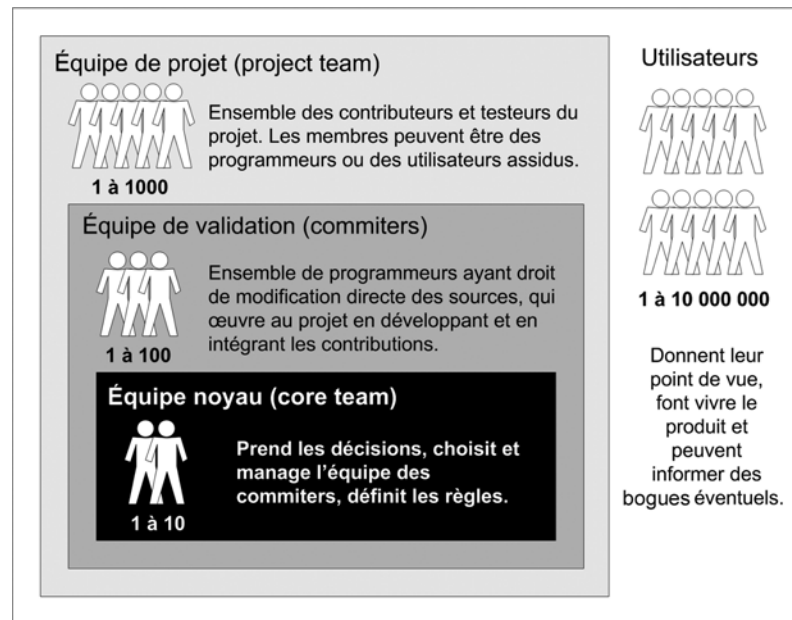 Équipe de projet (project team)
Ensemble des contributeurs et testeurs du
projet. Les membres peuvent être des
programmeurs ou des utilisateurs assidus.
1 à 1000
Équipe de validation (commiters)
Ensemble de programmeurs ayant droit
de modification directe des sources, qui
œuvre au projet en développant et en
intégrant les contributions.
1 à 100
Équipe noyau (core team)
Prend les décisions, choisit et
manage l'équipe des
commiters, définit les règles.
1 à 10
Utilisateurs
1 à 10 000 000
Donnent leur
point de vue,
font vivre le
produit et
peuvent
informer des
bogues éventuels.